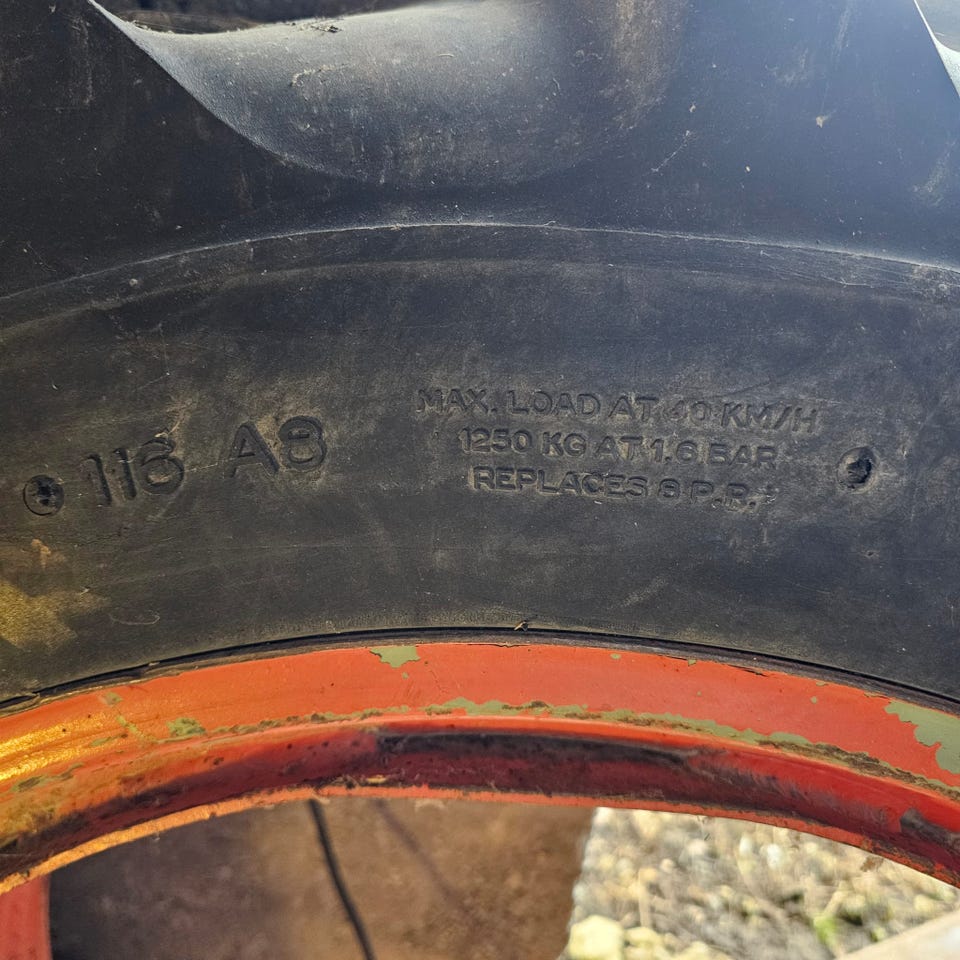 116 A8
MAX. LOAD AT 40 KM/H
1250 KG AT 1.6 BAR
REPLACES 8 P.R.